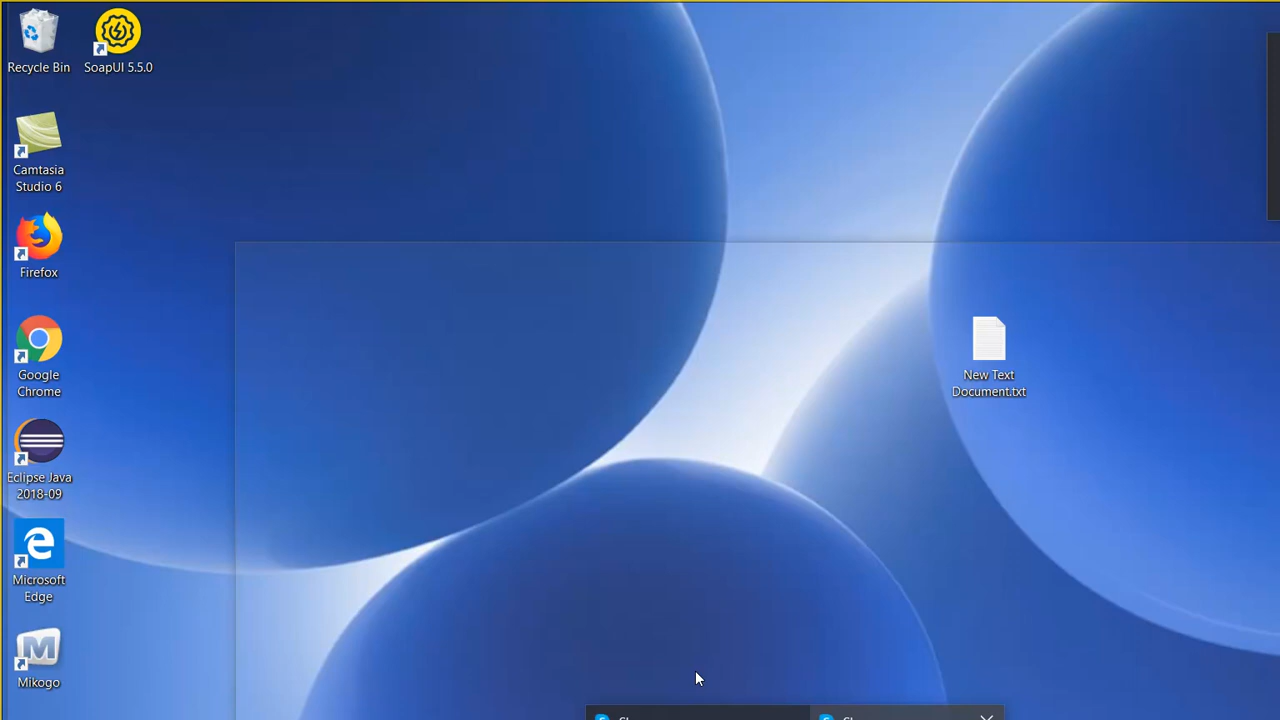 Recycle Bin
SoapUI 5.5.0
Camtasia
Studio 6
Firefox
Google
Chrome
New Text
Document.txt
Eclipse Java
2018-09
Microsoft
Edge
Mikogo